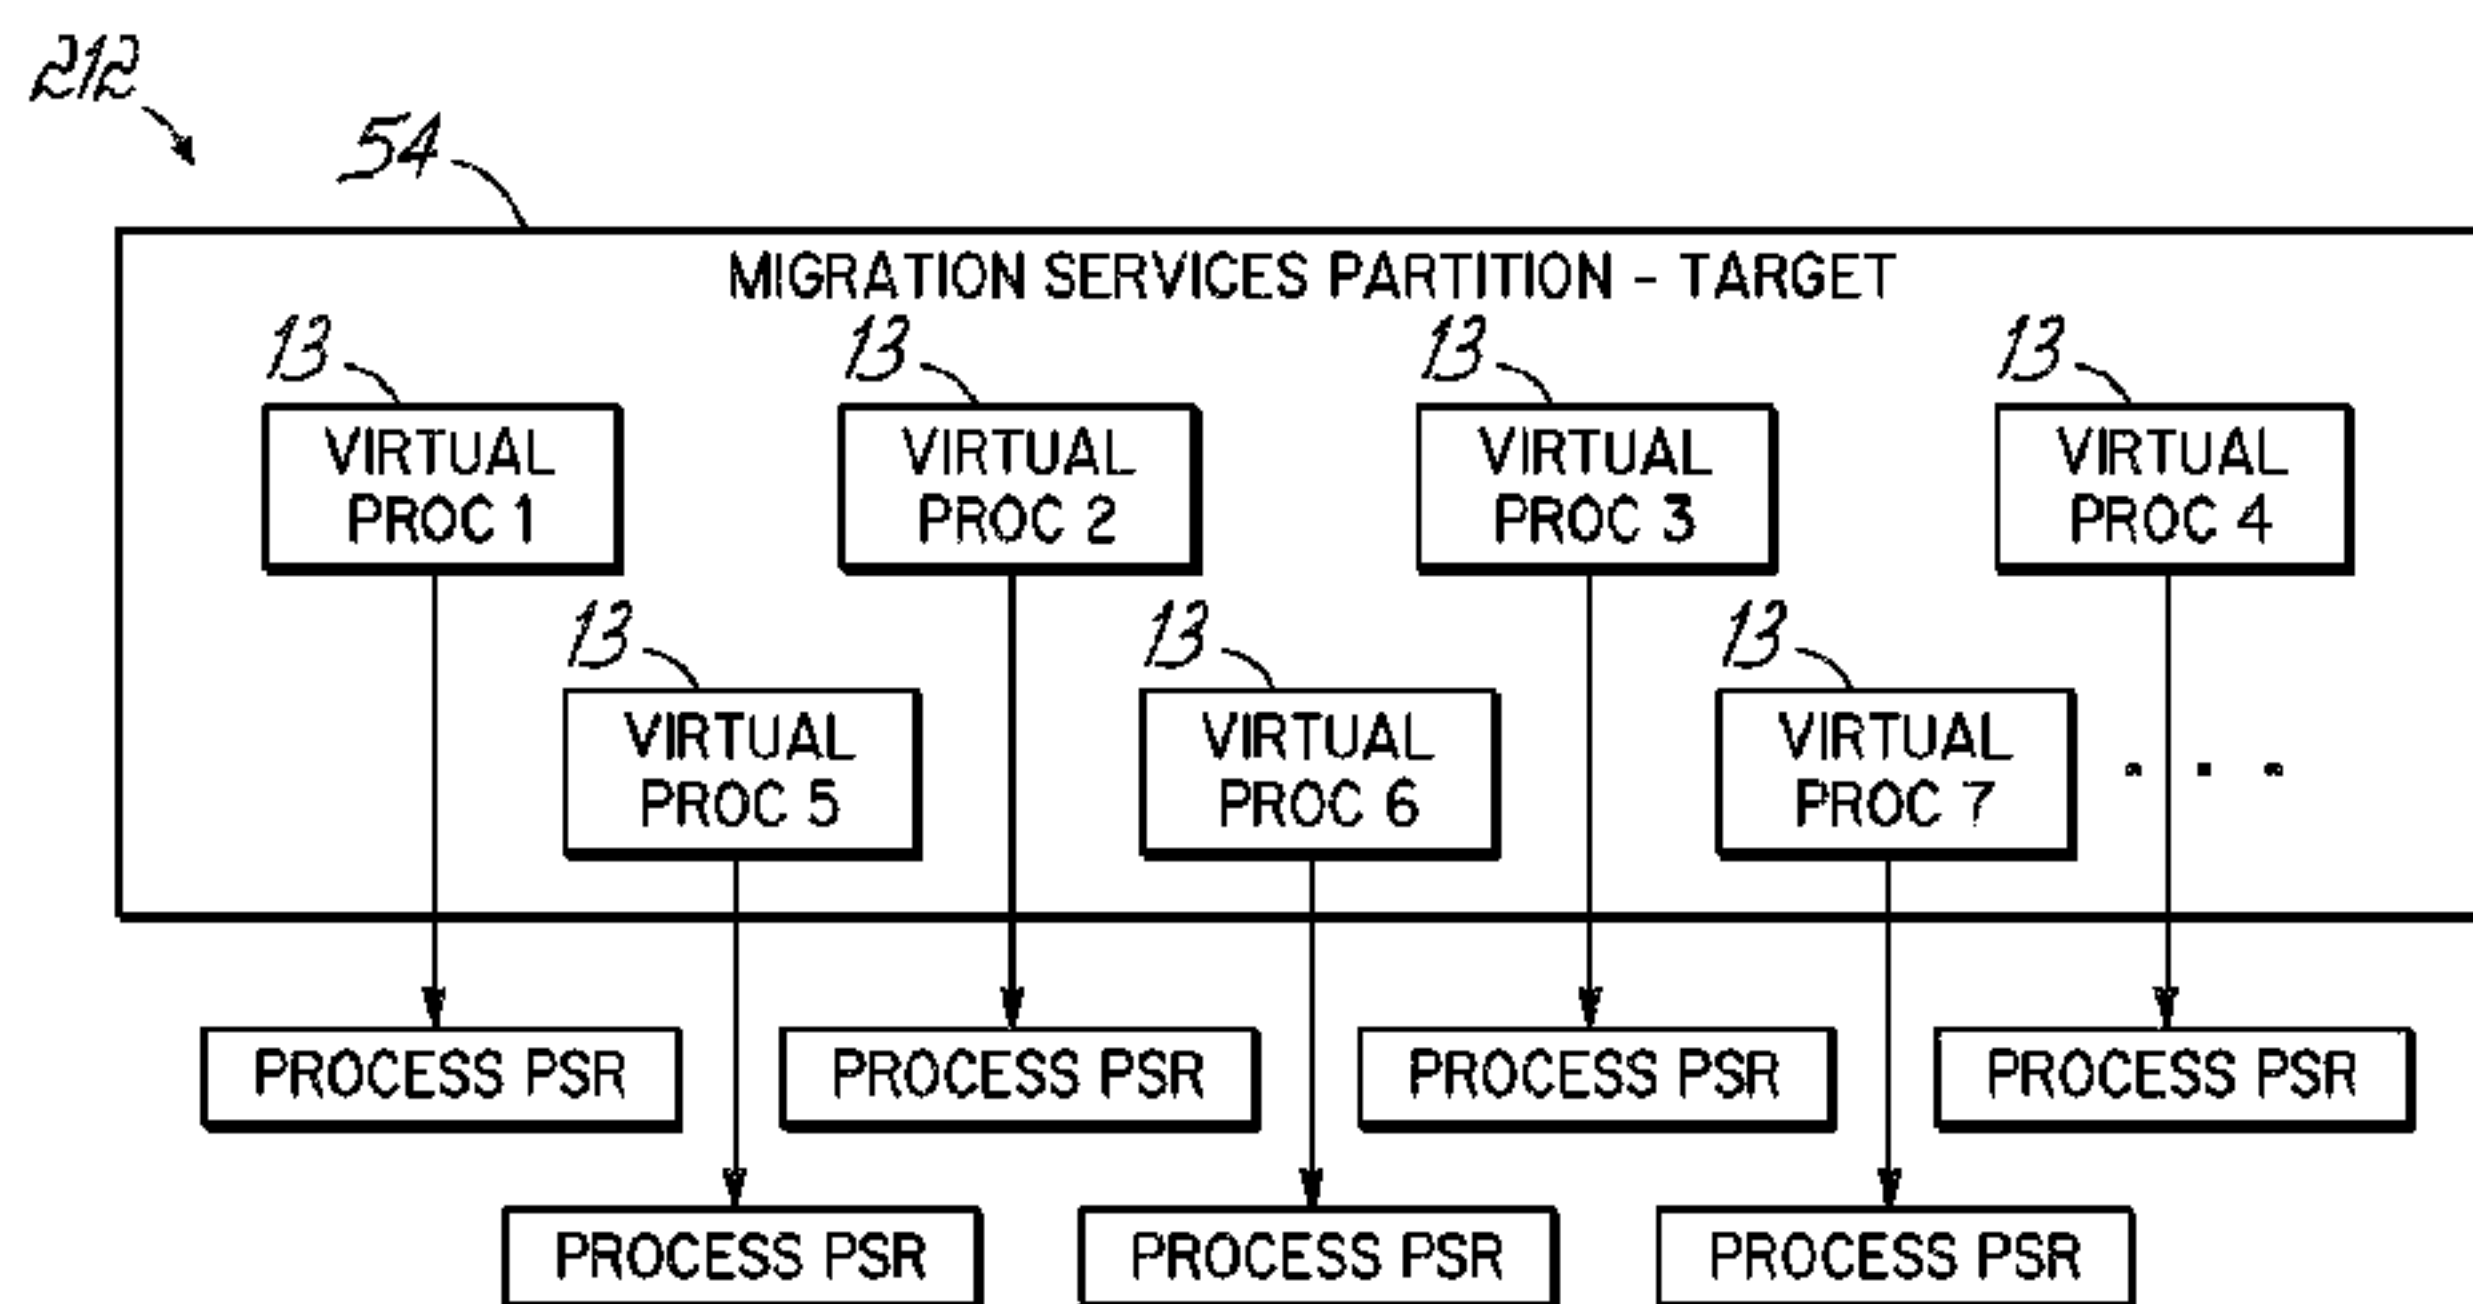 212
54
MIGRATION SERVICES PARTITION - TARGET
13 13 13 13
VIRTUAL PROC 1
VIRTUAL PROC 2
VIRTUAL PROC 3
VIRTUAL PROC 4
13 13 13
VIRTUAL PROC 5
VIRTUAL PROC 6
VIRTUAL PROC 7
. . .
PROCESS PSR PROCESS PSR PROCESS PSR PROCESS PSR
PROCESS PSR PROCESS PSR PROCESS PSR